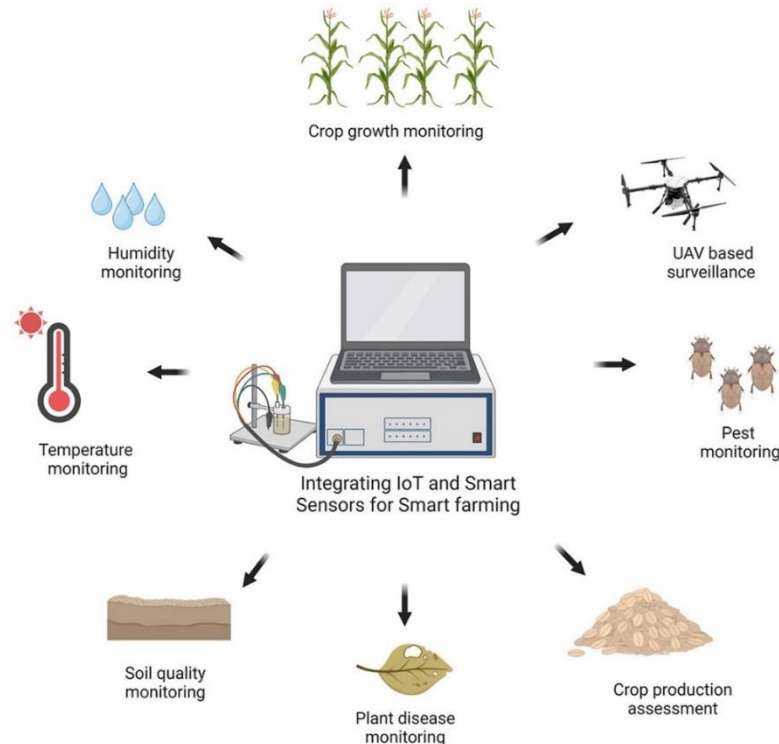 Crop growth monitoring
Humidity
monitoring
UAV based
surveillance
Temperature
monitoring
Pest
monitoring
Integrating IoT and Smart
Sensors for Smart farming
Soil quality
monitoring
Plant disease
monitoring
Crop production
assessment